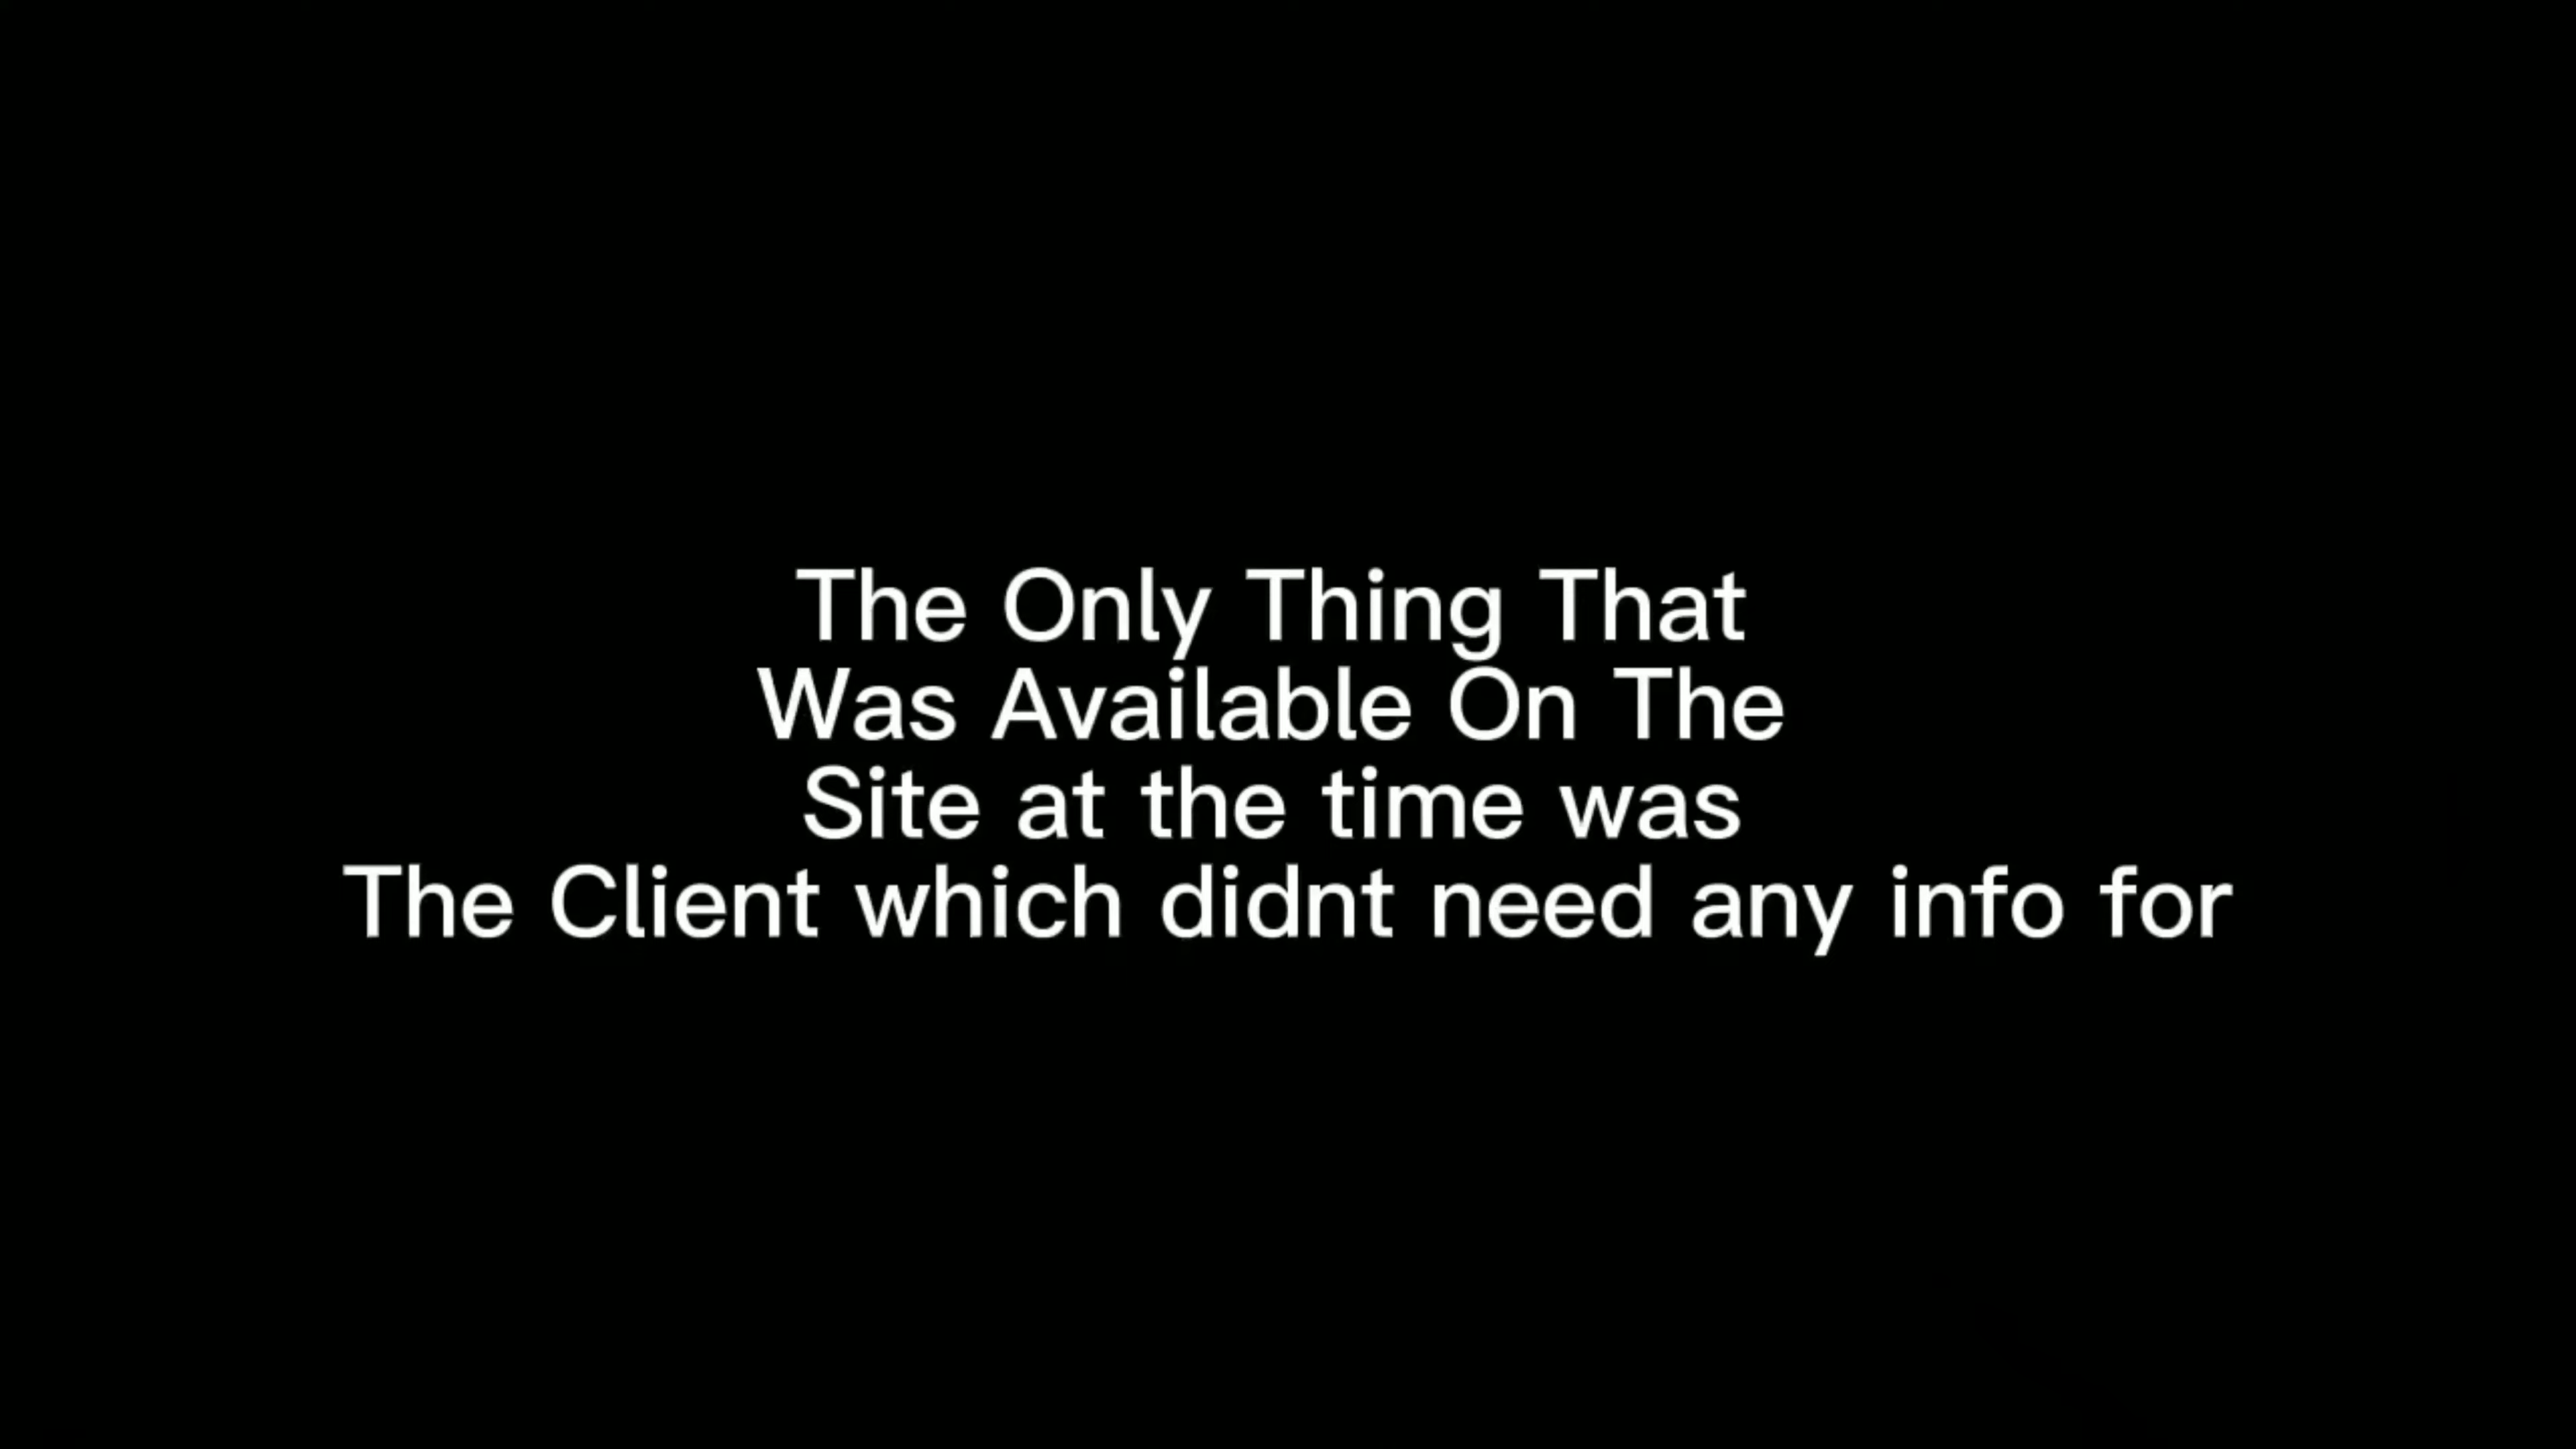 The Only Thing That
Was Available On The
Site at the time was
The Client which didnt need any info for